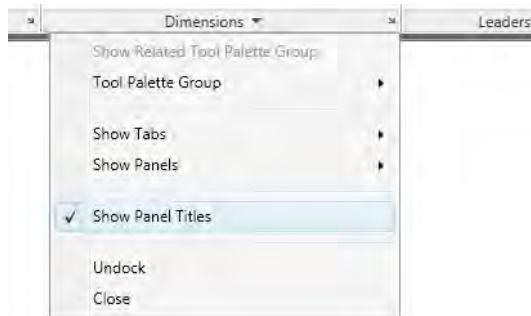 Dimensions Leaders
Show Related Tool Palette Group
Tool Palette Group
Show Tabs
Show Panels
✓ Show Panel Titles
Undock
Close